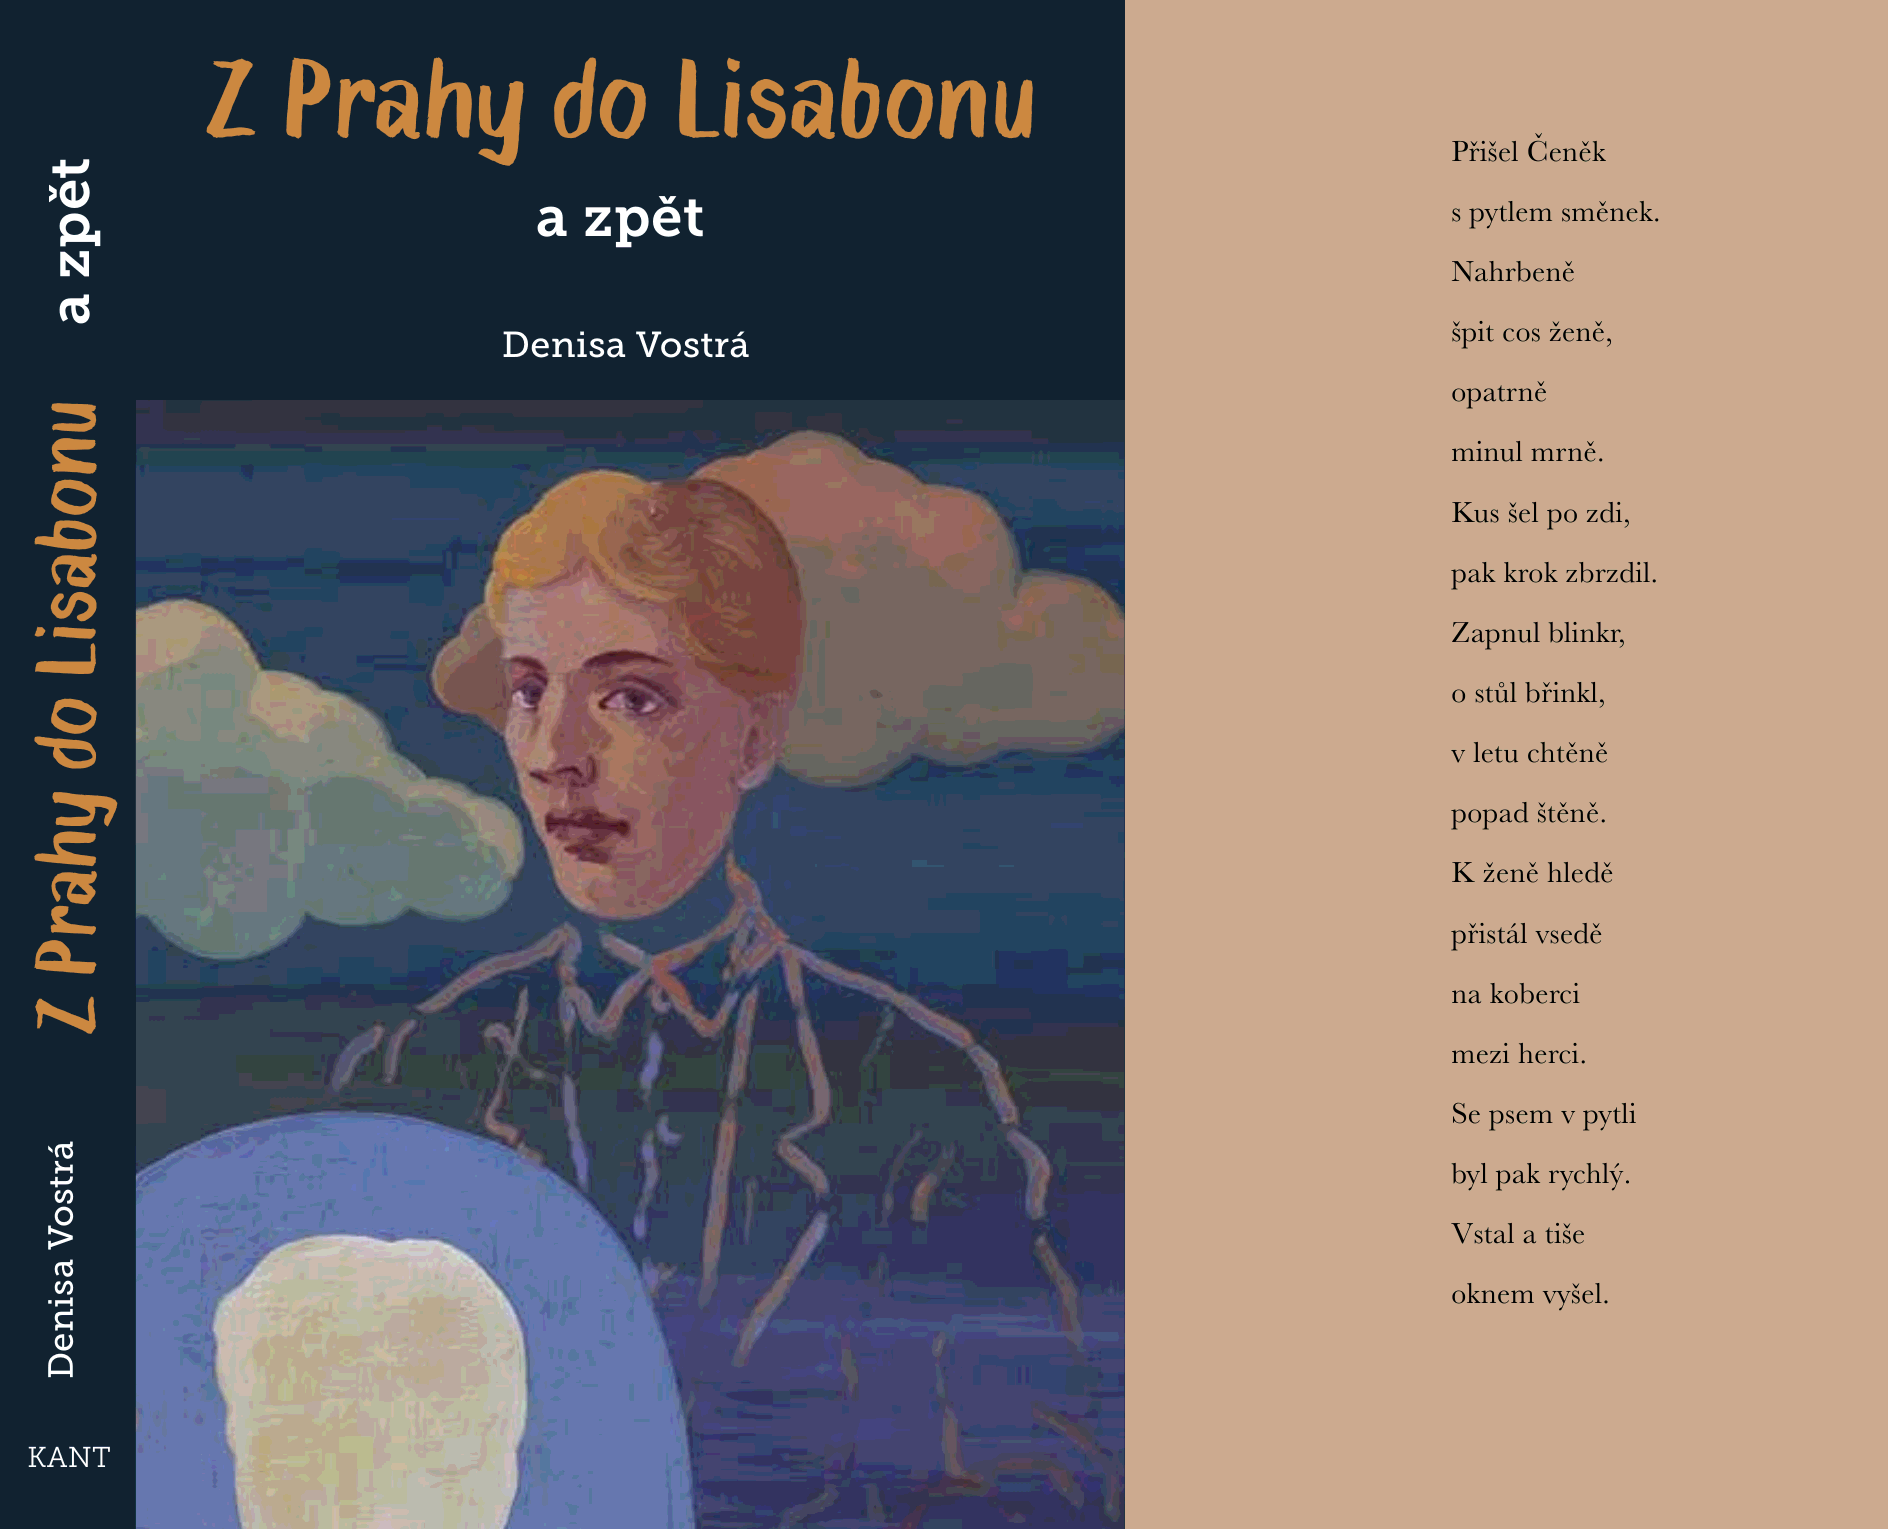 Z Prahy do Lisabonu
a zpět
Denisa Vostrá
Z Prahy do Lisabonu a zpět
Denisa Vostrá
KANT
Přišel Čeněk
s pytlem směnek.
Nahrbeně
špit cos ženě,
opatrně
minul mrně.
Kus šel po zdi,
pak krok zbrzdil.
Zapnul blinkr,
o stůl břinkl,
v letu chtěně
popad štěně.
K ženě hledě
přistál vsedě
na koberci
mezi herci.
Se psem v pytli
byl pak rychlý.
Vstal a tiše
oknem vyšel.